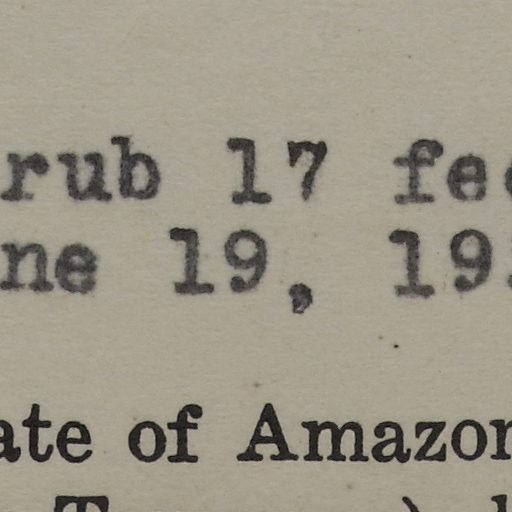 rub 17 fe
ne 19, 19
ate of Amazon